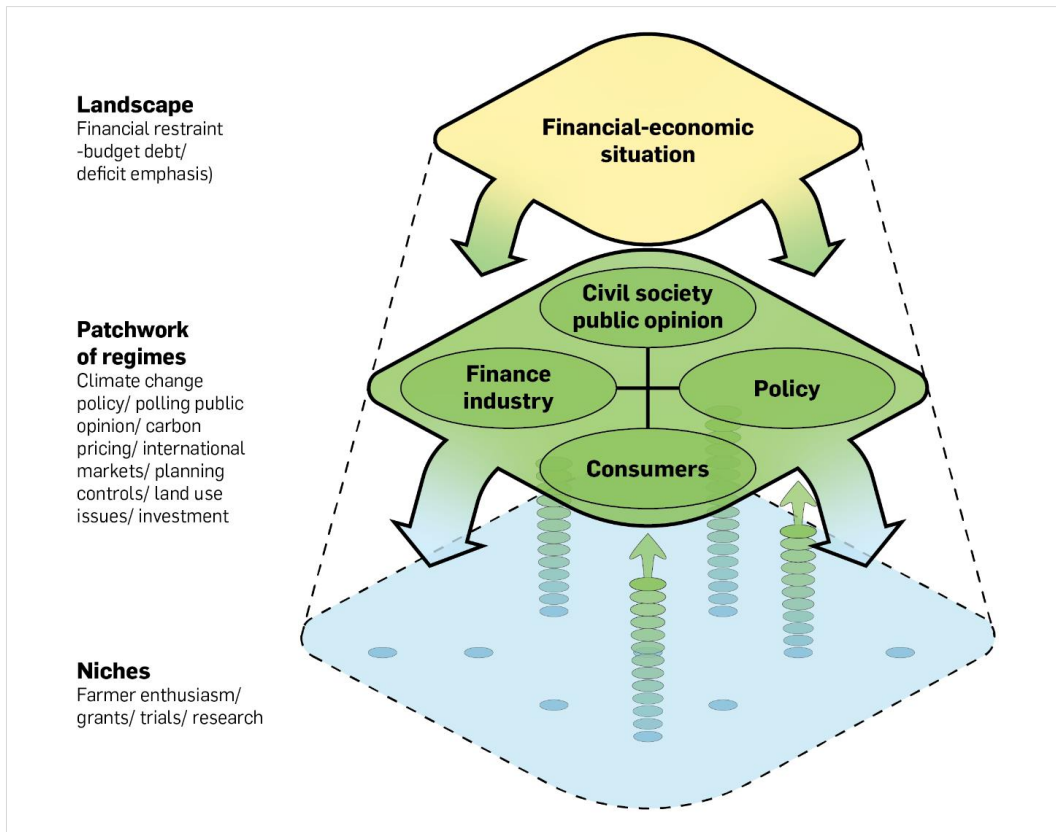 Landscape
Financial restraint
-budget debt/
deficit emphasis)
Financial-economic
situation
Patchwork
of regimes
Climate change
policy/ polling public
opinion/ carbon
pricing/ international
markets/ planning
controls/ land use
issues/ investment
Civil society
public opinion
Finance
industry
Policy
Consumers
Niches
Farmer enthusiasm/
grants/ trials/ research